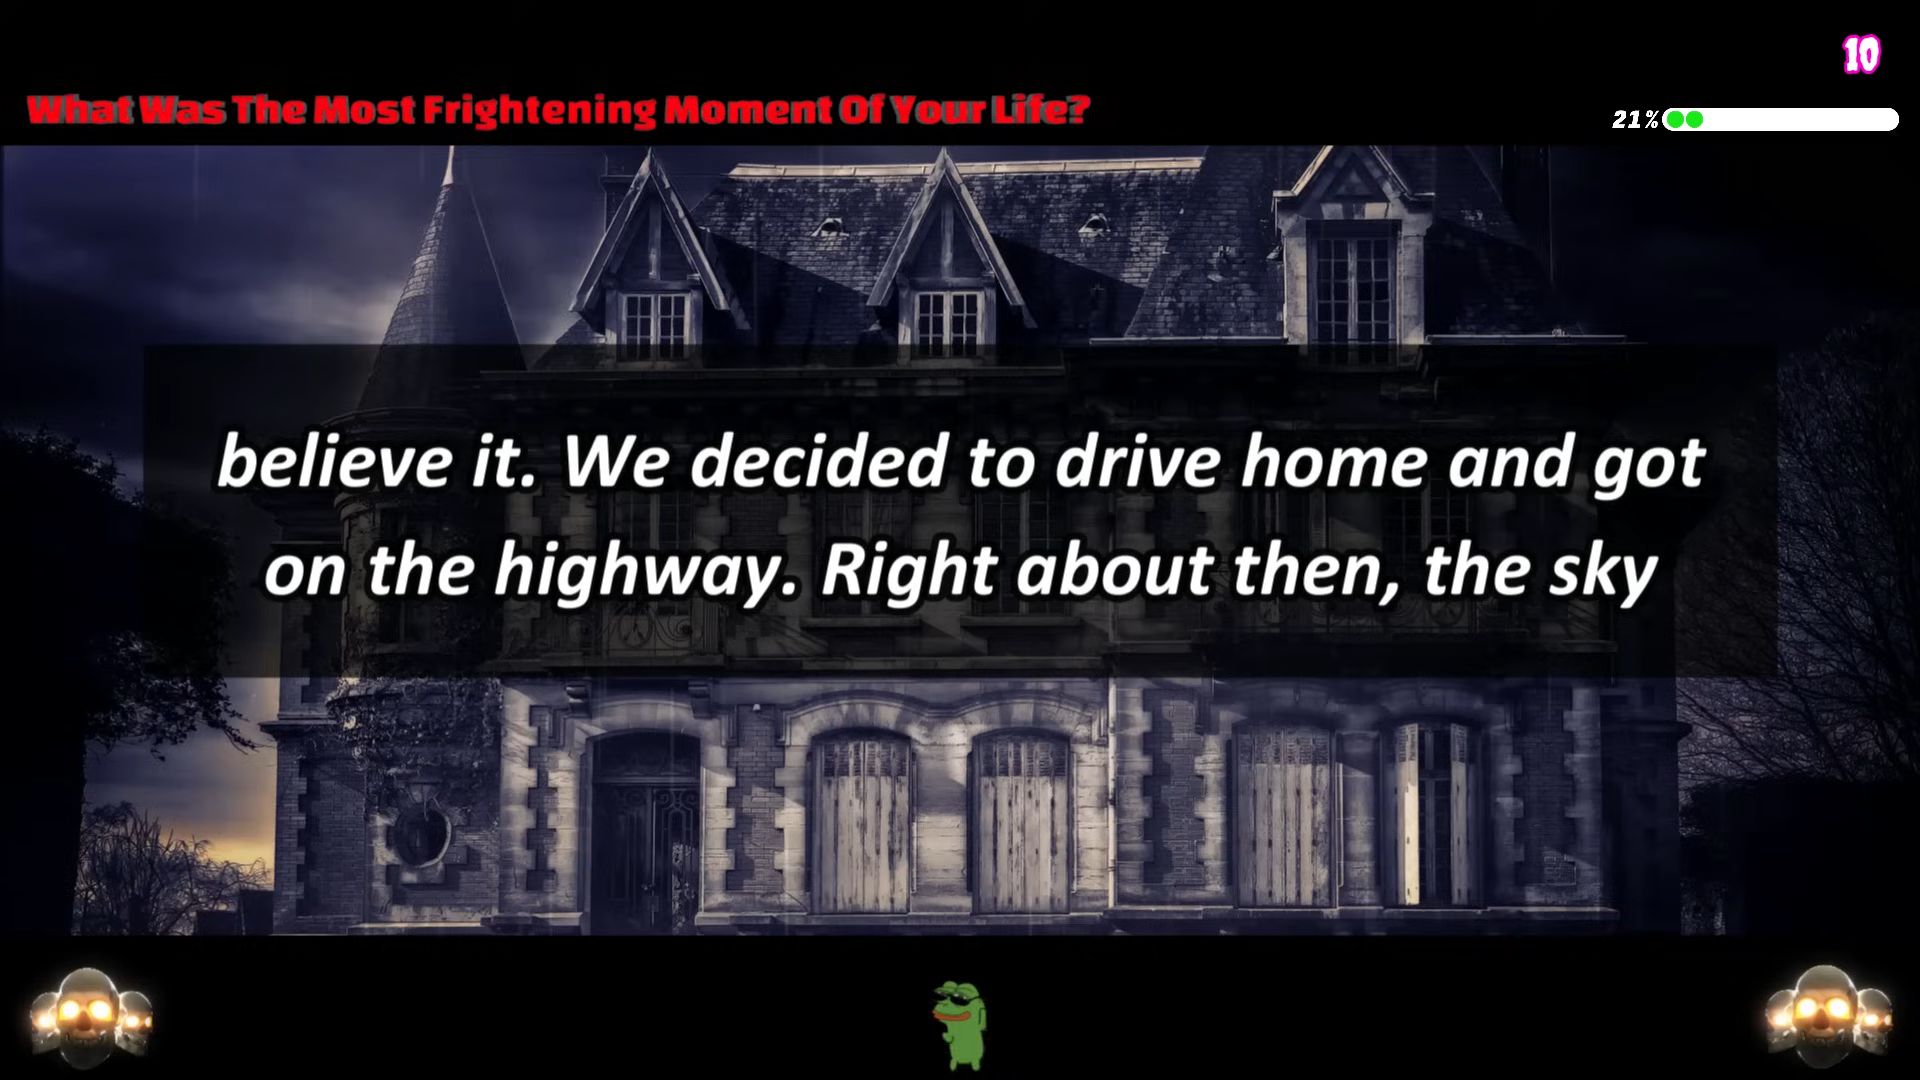 10
What Was The Most Frightening Moment Of Your Life?
21%
believe it. We decided to drive home and got
on the highway. Right about then, the sky